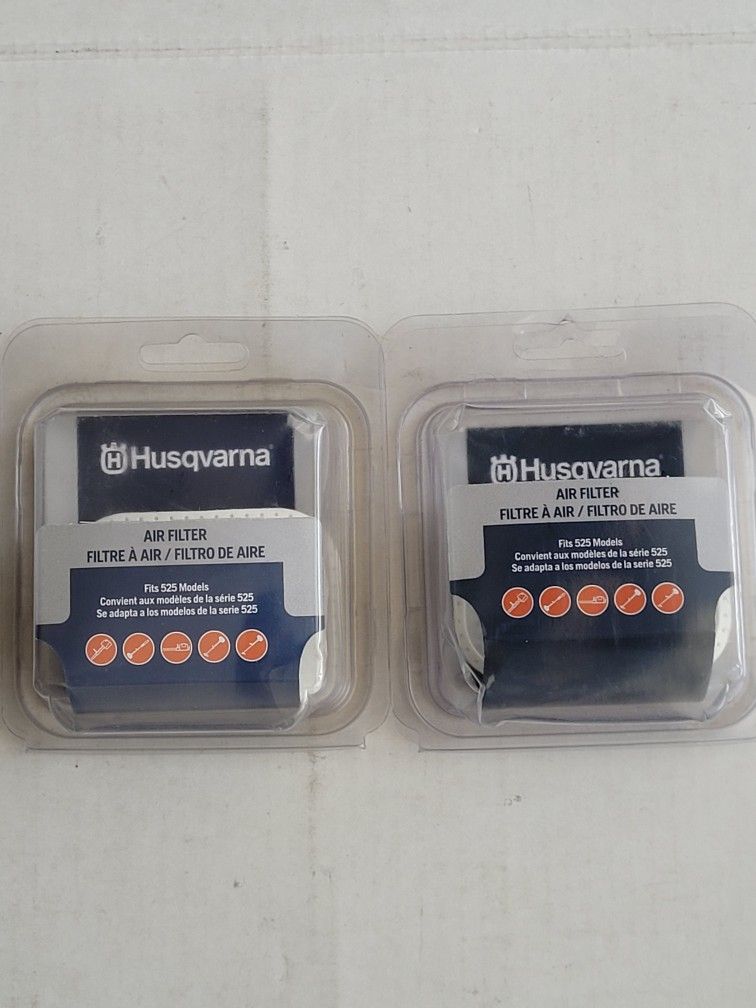 Husqvarna
AIR FILTER
FILTRE À AIR / FILTRO DE AIRE
Fits 525 Models
Convient aux modèles de la série 525
Se adapta a los modelos de la serie 525
Husqvarna
AIR FILTER
FILTRE À AIR / FILTRO DE AIRE
Fits 525 Models
Convient aux modèles de la série 525
Se adapta a los modelos de la serie 525